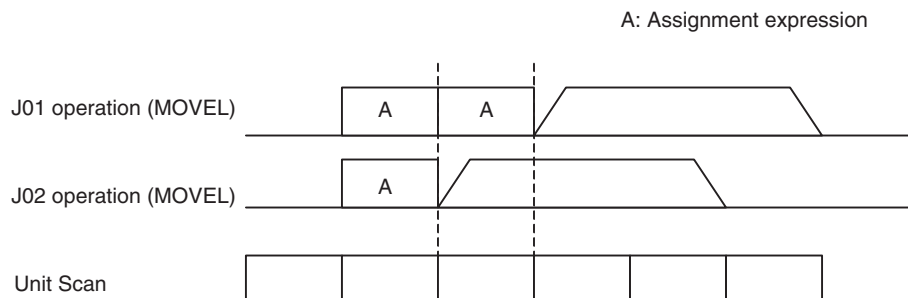 A: Assignment expression
J01 operation (MOVEL)
A
A
J02 operation (MOVEL)
A
Unit Scan